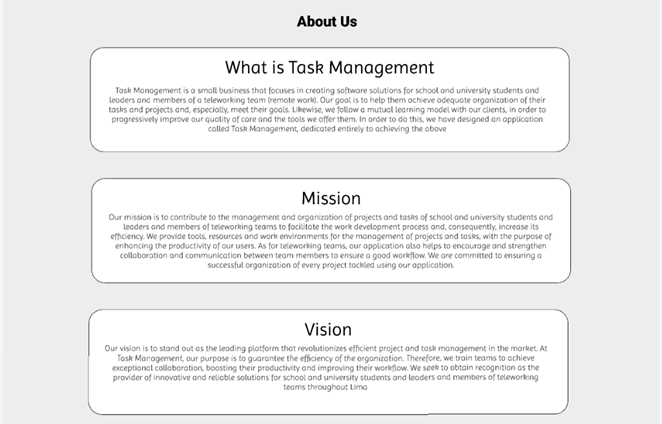 About Us
What is Task Management
Task Management is a small business that focuses in creating software solutions for school and university students and
leaders and members of a teleworking team (remote work). Our goal is to help them achieve adequate organization of their
tasks and projects and, especially, meet their goals. Likewise, we follow a mutual learning model with our clients, in order to
progressively improve our quality of care and the tools we offer them. In order to do this, we have designed an application
called Task Management, dedicated entirely to achieving the above
Mission
Our mission is to contribute to the management and organization of projects and tasks of school and university students and
leaders and members of teleworking teams to facilitate the work development process and, consequently, increase its
efficiency. We provide tools, resources and work environments for the management of projects and tasks, with the purpose of
enhancing the productivity of our users. As for teleworking teams, our application also helps to encourage and strengthen
collaboration and communication between team members to ensure a good workflow. We are committed to ensuring a
successful organization of every project tackled using our application.
Vision
Our vision is to stand out as the leading platform that revolutionizes efficient project and task management in the market. At
Task Management, our purpose is to guarantee the efficiency of the organization. Therefore, we train teams to achieve
exceptional collaboration, boosting their productivity and improving their workflow. We seek to obtain recognition as the
provider of innovative and reliable solutions for school and university students and leaders and members of teleworking
teams throughout Lima